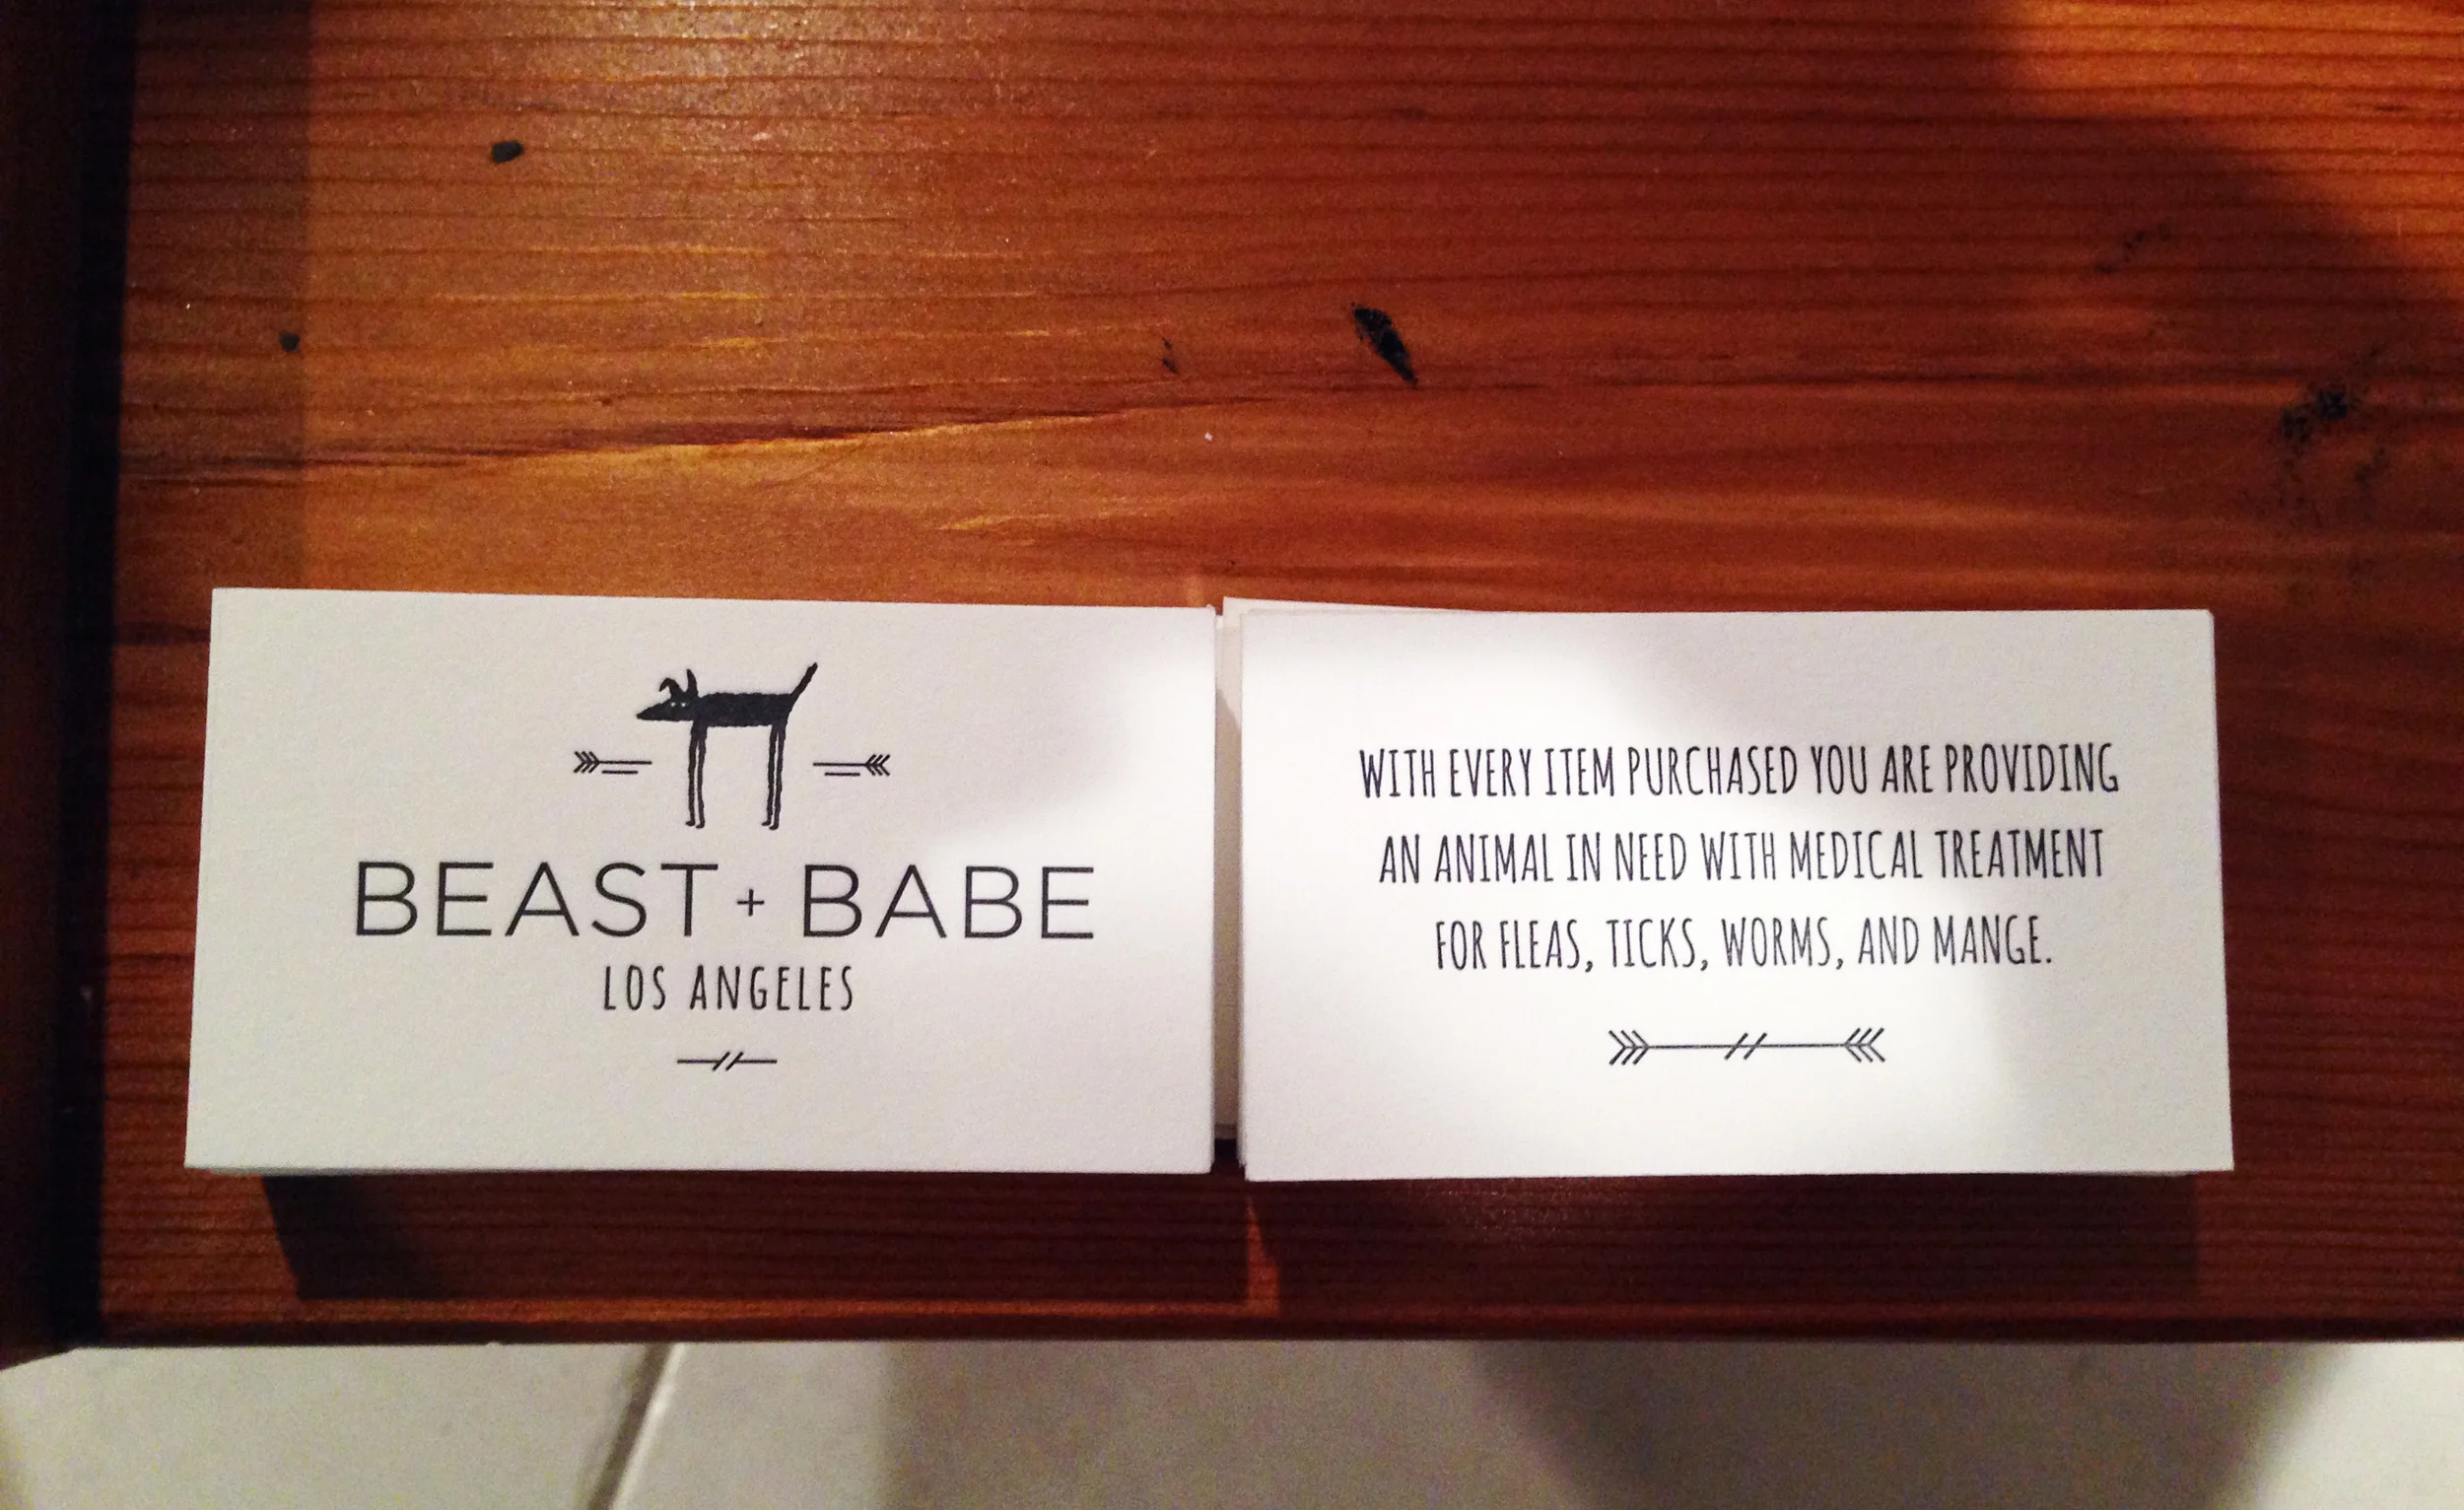 BEAST + BABE
LOS ANGELES
WITH EVERY ITEM PURCHASED YOU ARE PROVIDING
AN ANIMAL IN NEED WITH MEDICAL TREATMENT
FOR FLEAS, TICKS, WORMS, AND MANGE.